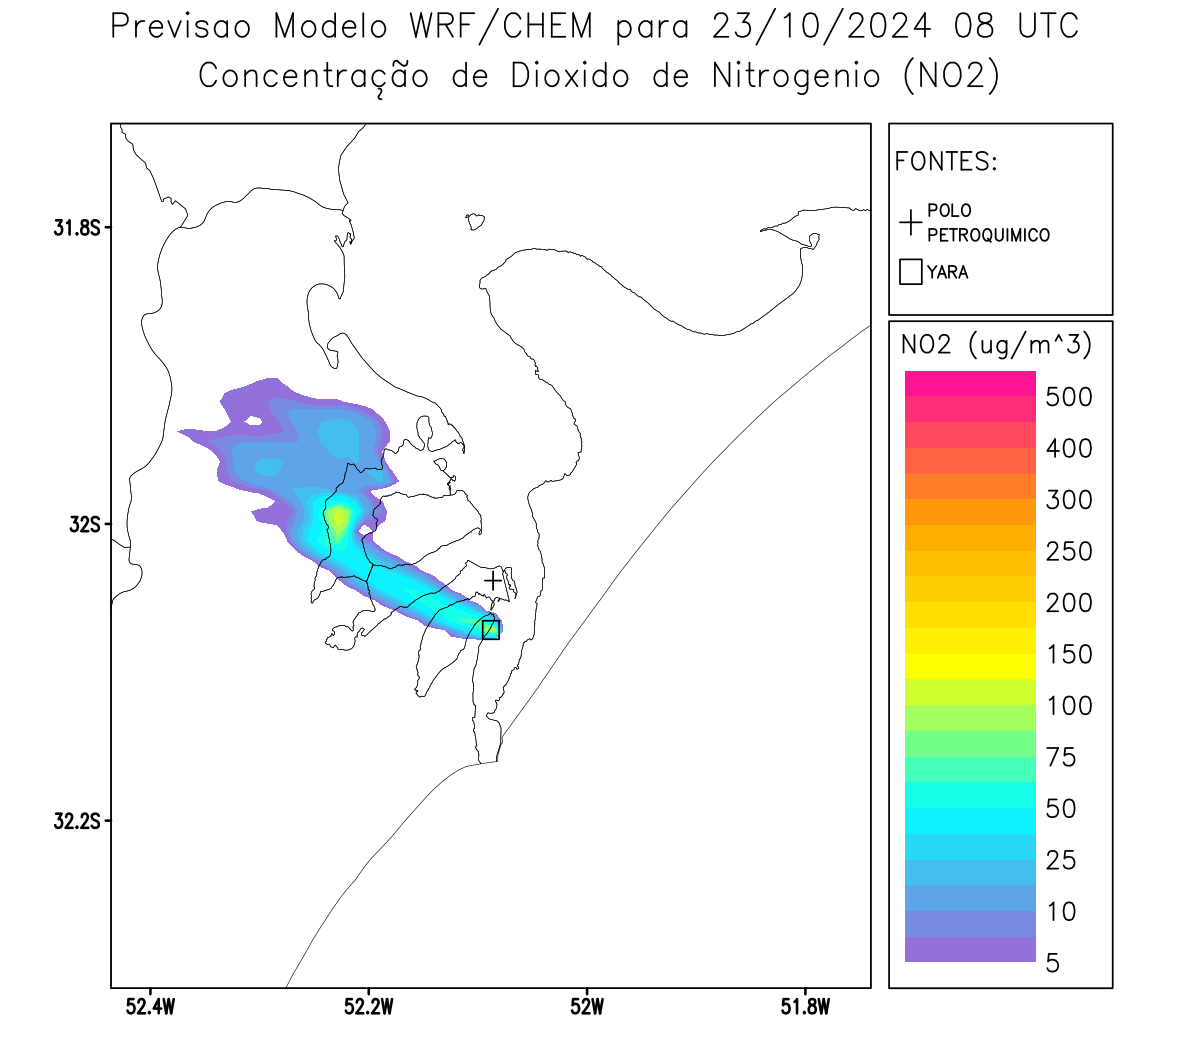 Previsao Modelo WRF/CHEM para 23/10/2024 08 UTC
Concentração de Dioxido de Nitrogenio (NO2)
FONTES:
POLO
PETROQUIMICO
YARA
NO2 (ug/m^3)
500
400
300
250
200
150
100
75
50
25
10
5
31.8S
32S
32.2S
52.4W
52.2W
52W
51.8W